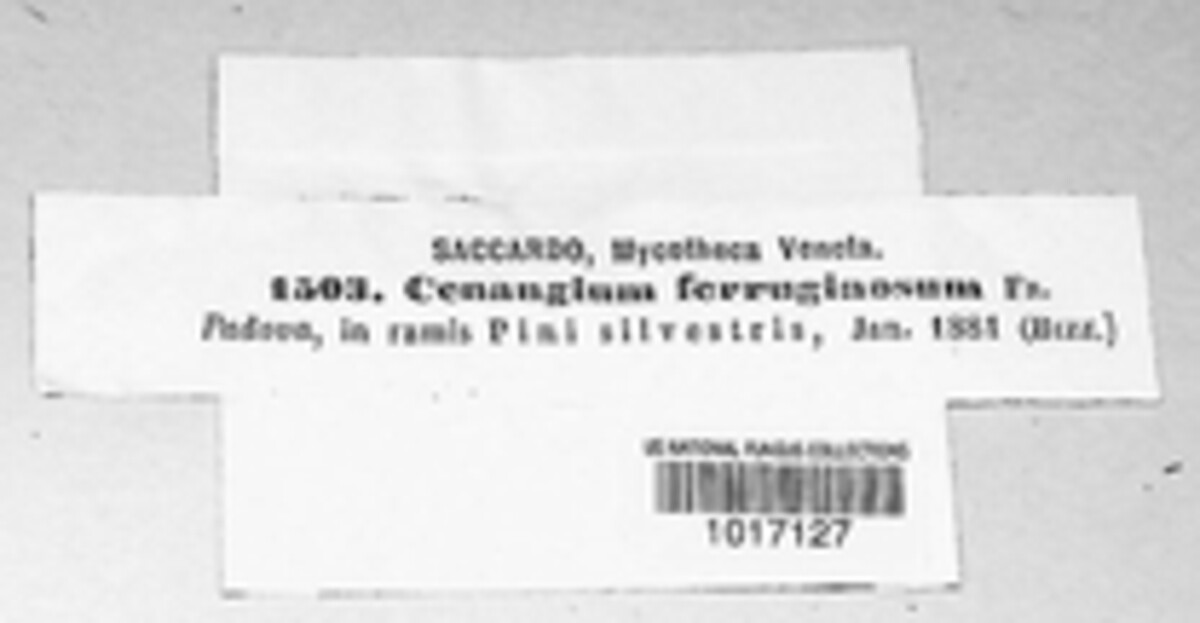 SACCARDO, Mycotheca Veneta.
1503. Cenangium ferruginosum Fr.
Padova, in ramis Pini silvestris, Jan. 1881 (Bizz.)
US NATIONAL FUNGUS COLLECTIONS
1017127